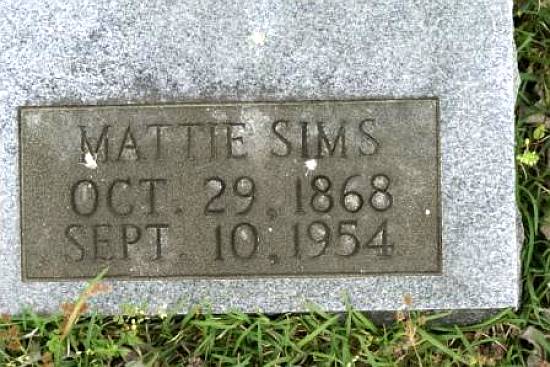 MATTIE SIMS
OCT. 29, 1868
SEPT. 10, 1954